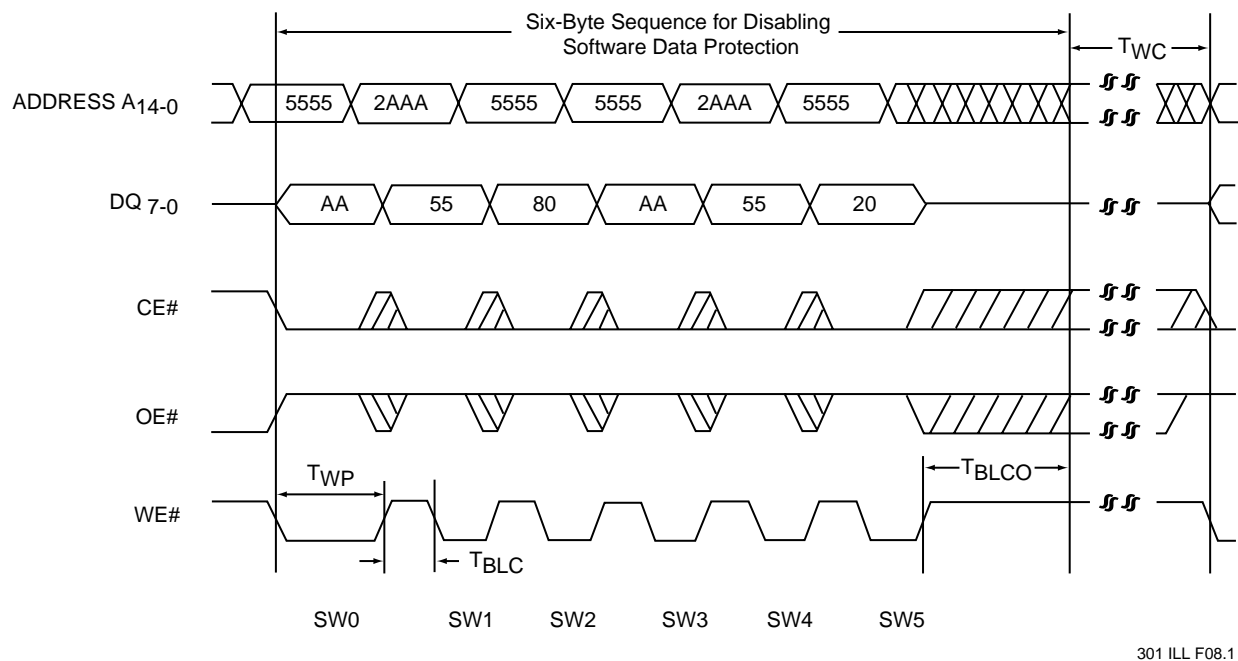 Six-Byte Sequence for Disabling
Software Data Protection
TWC
ADDRESS A14-0
5555 2AAA 5555 5555 2AAA 5555
DQ 7-0
AA 55 80 AA 55 20
CE#
OE#
TWP
TBLCO
WE#
TBLC
SW0 SW1 SW2 SW3 SW4 SW5
301 ILL F08.1